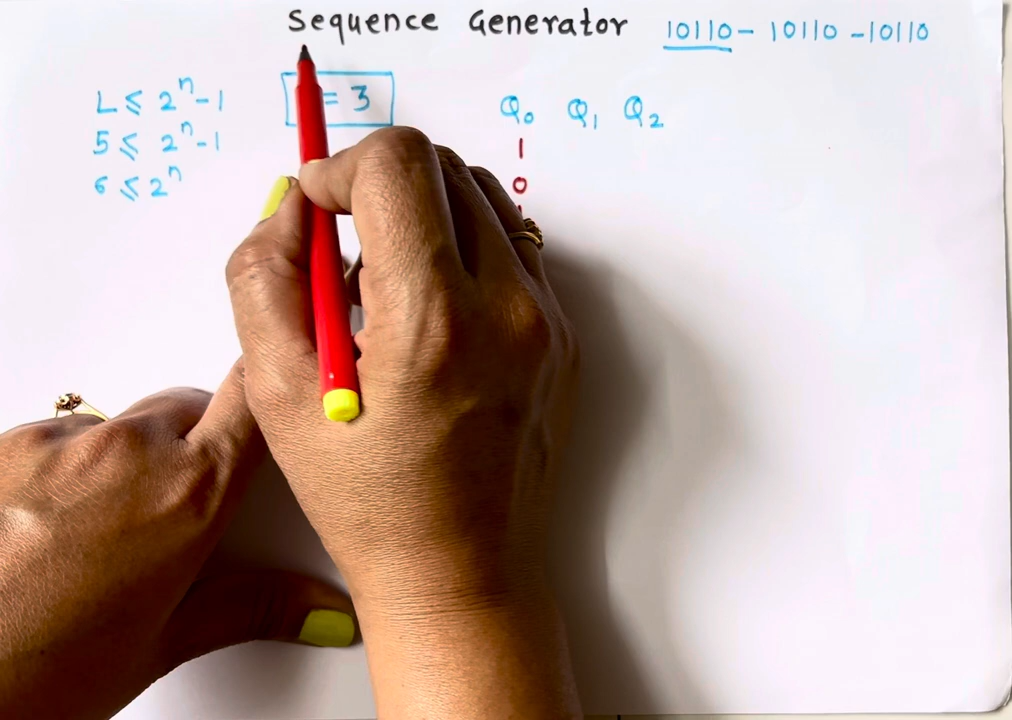 Sequence Generator 10110 - 10110 - 10110
L ≤ 2ⁿ - 1
= 3
Q₀ Q₁ Q₂
5 ≤ 2ⁿ - 1
1
6 ≤ 2ⁿ
0